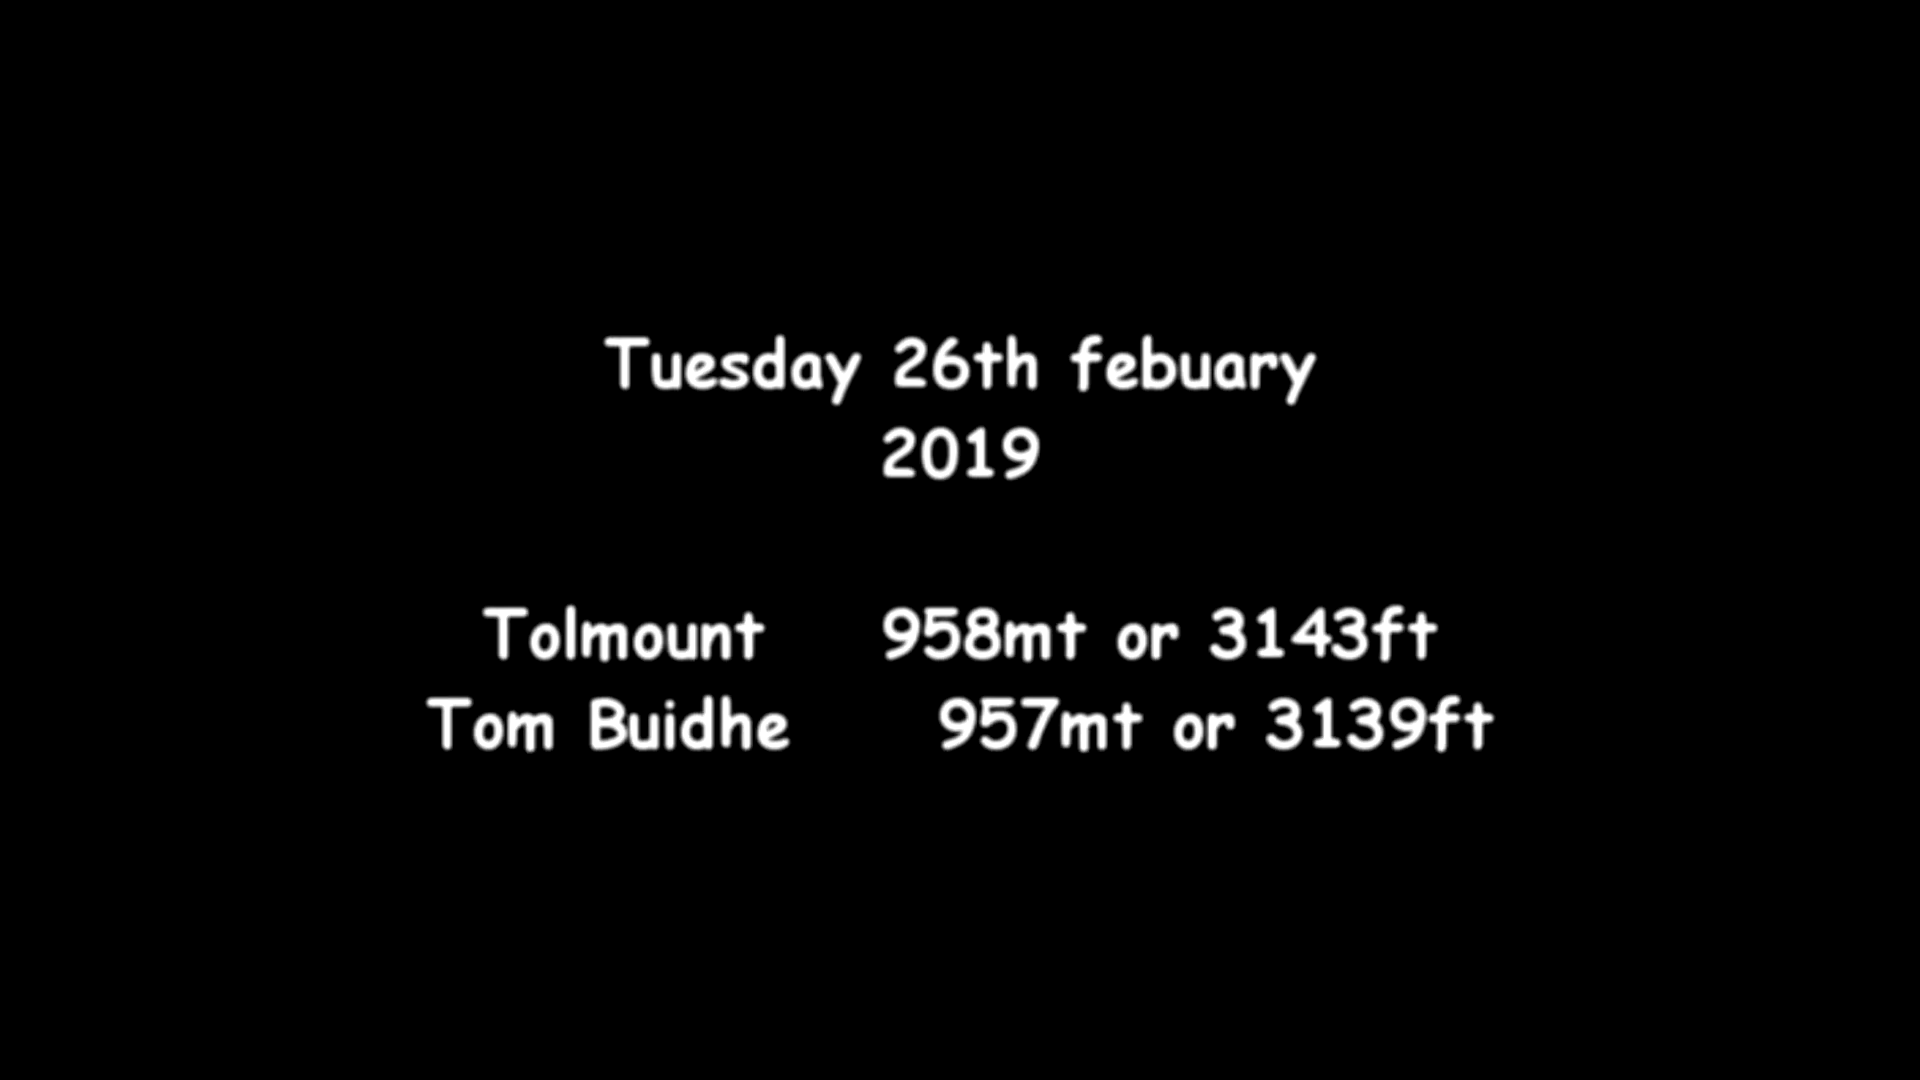 Tuesday 26th febuary
2019
Tolmount 958mt or 3143ft
Tom Buidhe 957mt or 3139ft